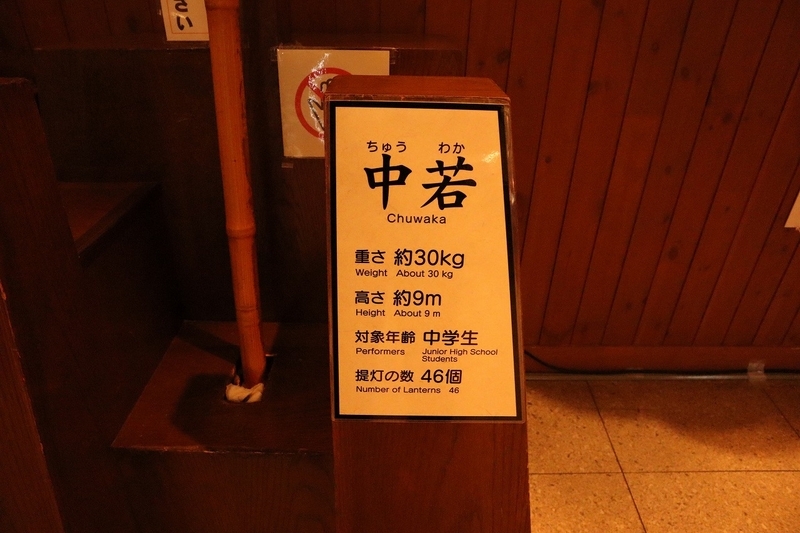 さい
ちゅう わか
中若
Chuwaka
重さ 約30kg
Weight About 30 kg
高さ 約9m
Height About 9 m
対象年齢 中学生
Performers Junior High School
Students
提灯の数 46個
Number of Lanterns 46